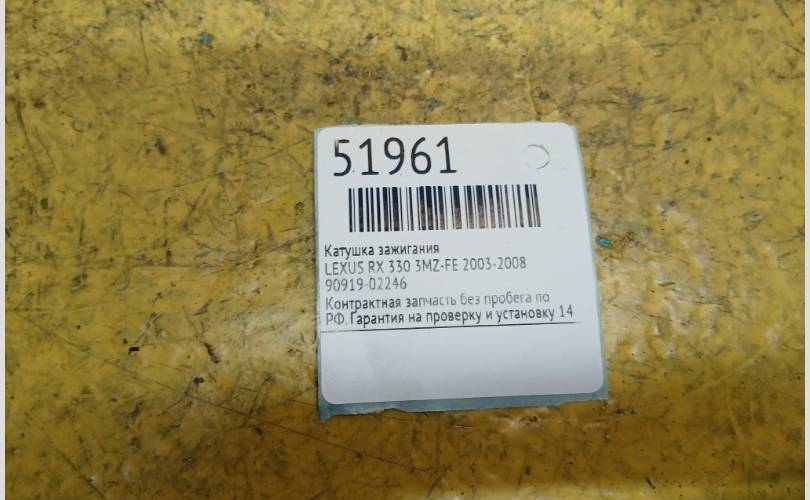 51961
Катушка зажигания
LEXUS RX 330 3MZ-FE 2003-2008
90919-02246
Контрактная запчасть без пробега по
РФ. Гарантия на проверку и установку 14